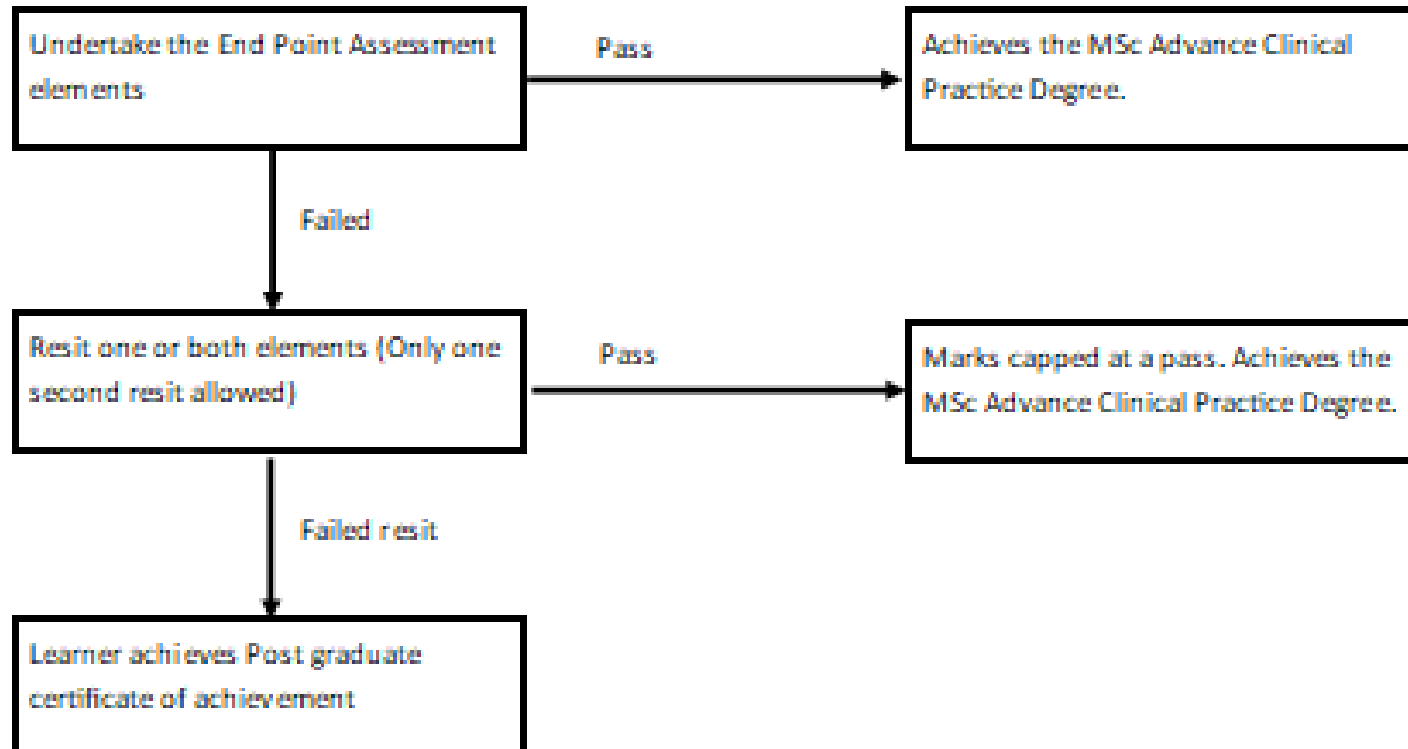 Undertake the End Point Assessment
elements
Pass
Achieves the MSc Advance Clinical
Practice Degree.
Failed
Resit one or both elements (Only one
second resit allowed)
Pass
Marks capped at a pass. Achieves the
MSc Advance Clinical Practice Degree.
Failed resit
Learner achieves Post graduate
certificate of achievement